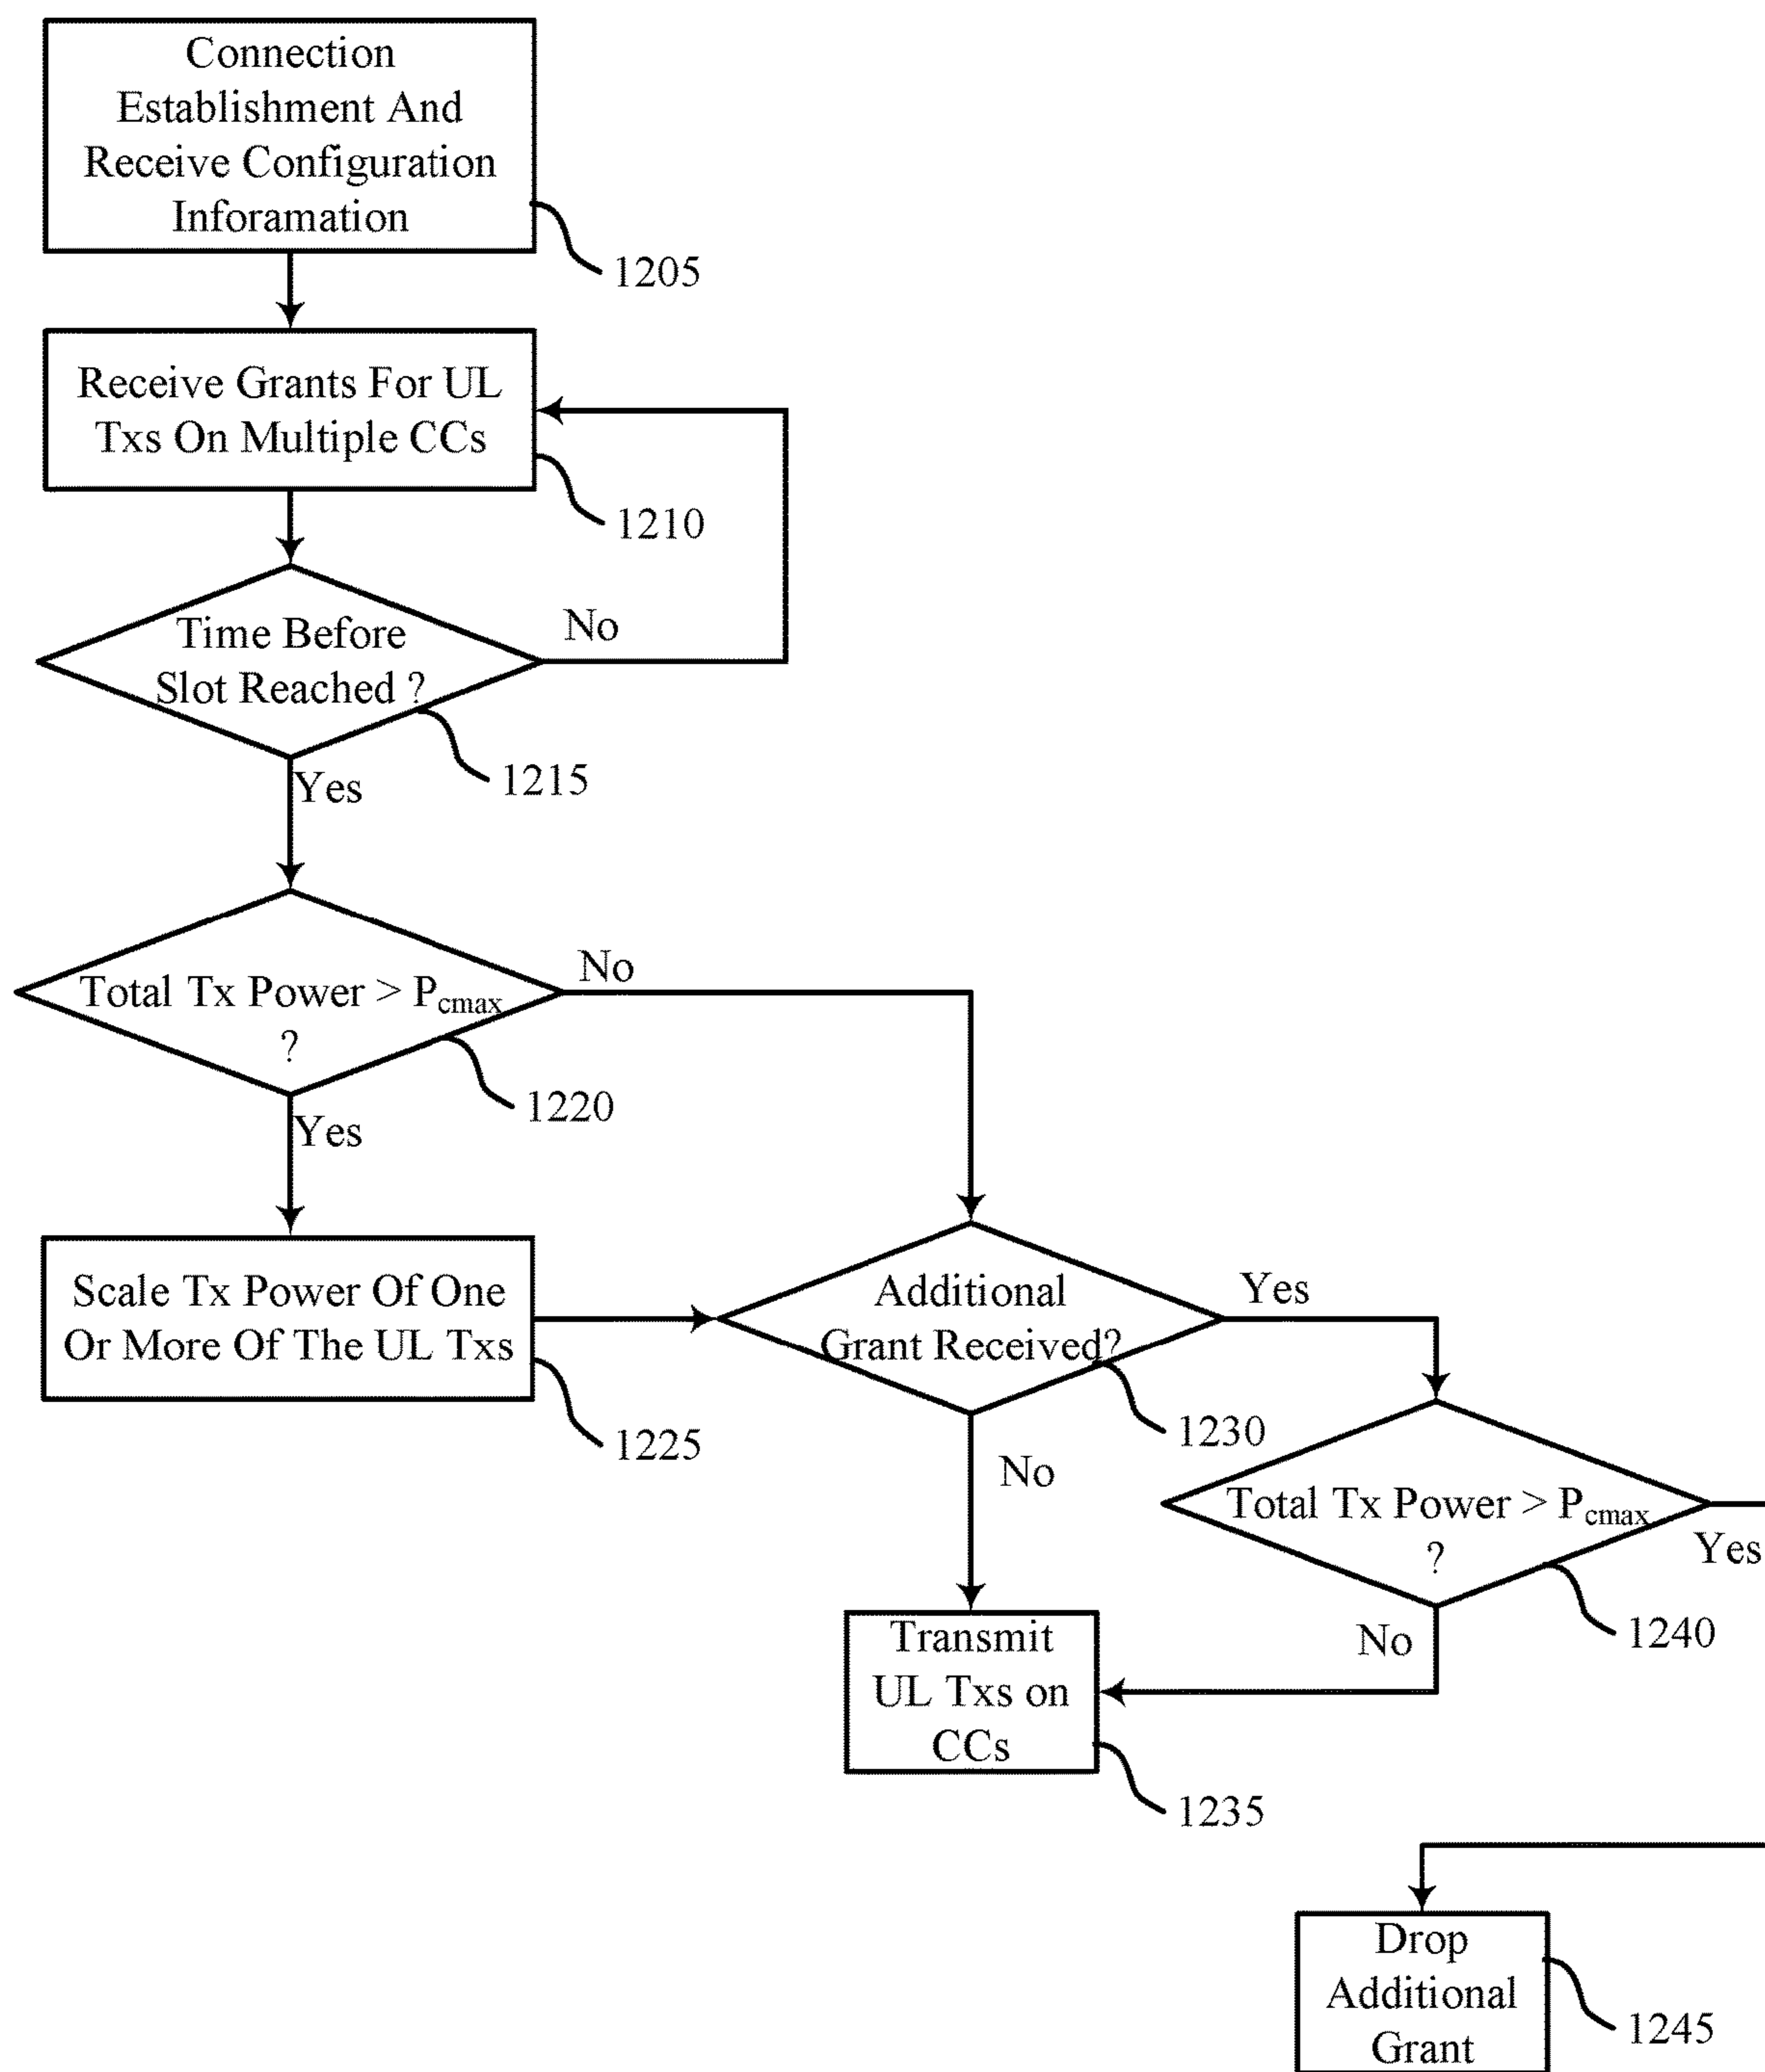 Connection
Establishment And
Receive Configuration
Inforamation
1205
Receive Grants For UL
Txs On Multiple CCs
1210
No
Time Before
Slot Reached ?
1215
Yes
Total Tx Power > Pcmax
?
No
1220
Yes
Scale Tx Power Of One
Or More Of The UL Txs
1225
Additional
Grant Received?
Yes
1230
No
Total Tx Power > Pcmax
?
Yes
1240
No
Transmit
UL Txs on
CCs
1235
Drop
Additional
Grant
1245